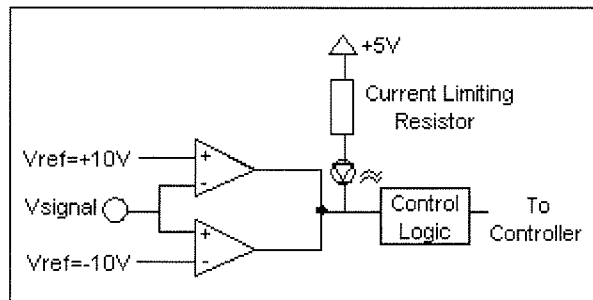 +5V
Current Limiting
Resistor
Vref=+10V
+
-
Vsignal
+
-
Vref=-10V
Control
Logic
To
Controller